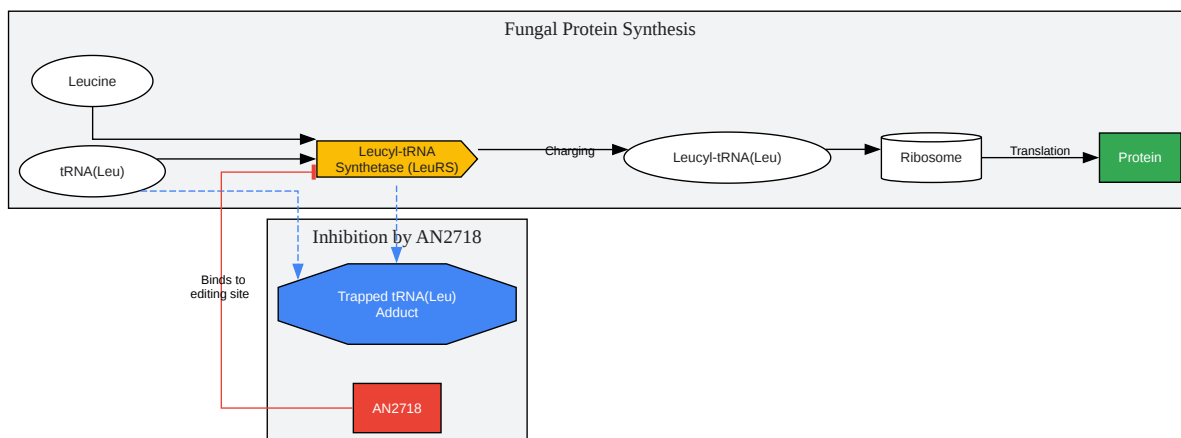 Fungal Protein Synthesis
Leucine
tRNA(Leu)
Leucyl-tRNA
Synthetase (LeuRS)
Charging
Leucyl-tRNA(Leu)
Ribosome
Translation
Protein
Inhibition by AN2718
Binds to
editing site
Trapped tRNA(Leu)
Adduct
AN2718